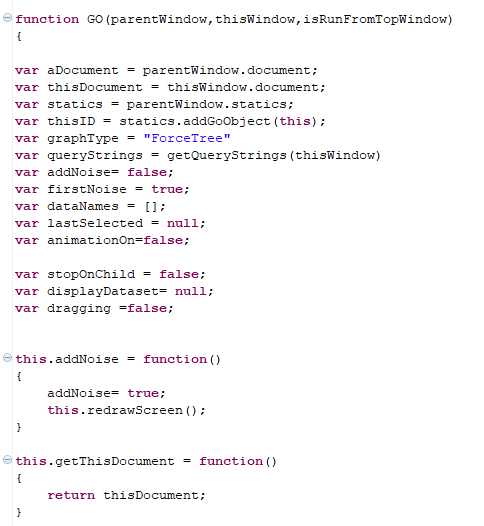 function GO(parentWindow,thisWindow,isRunFromTopWindow)
{
var aDocument = parentWindow.document;
var thisDocument = thisWindow.document;
var statics = parentWindow.statics;
var thisID = statics.addGoObject(this);
var graphType = "ForceTree"
var queryStrings = getQueryStrings(thisWindow)
var addNoise= false;
var firstNoise = true;
var dataNames = [];
var lastSelected = null;
var animationOn=false;
var stopOnChild = false;
var displayDataset= null;
var dragging =false;
this.addNoise = function()
{
    addNoise= true;
    this.redrawScreen();
}
this.getThisDocument = function()
{
    return thisDocument;
}